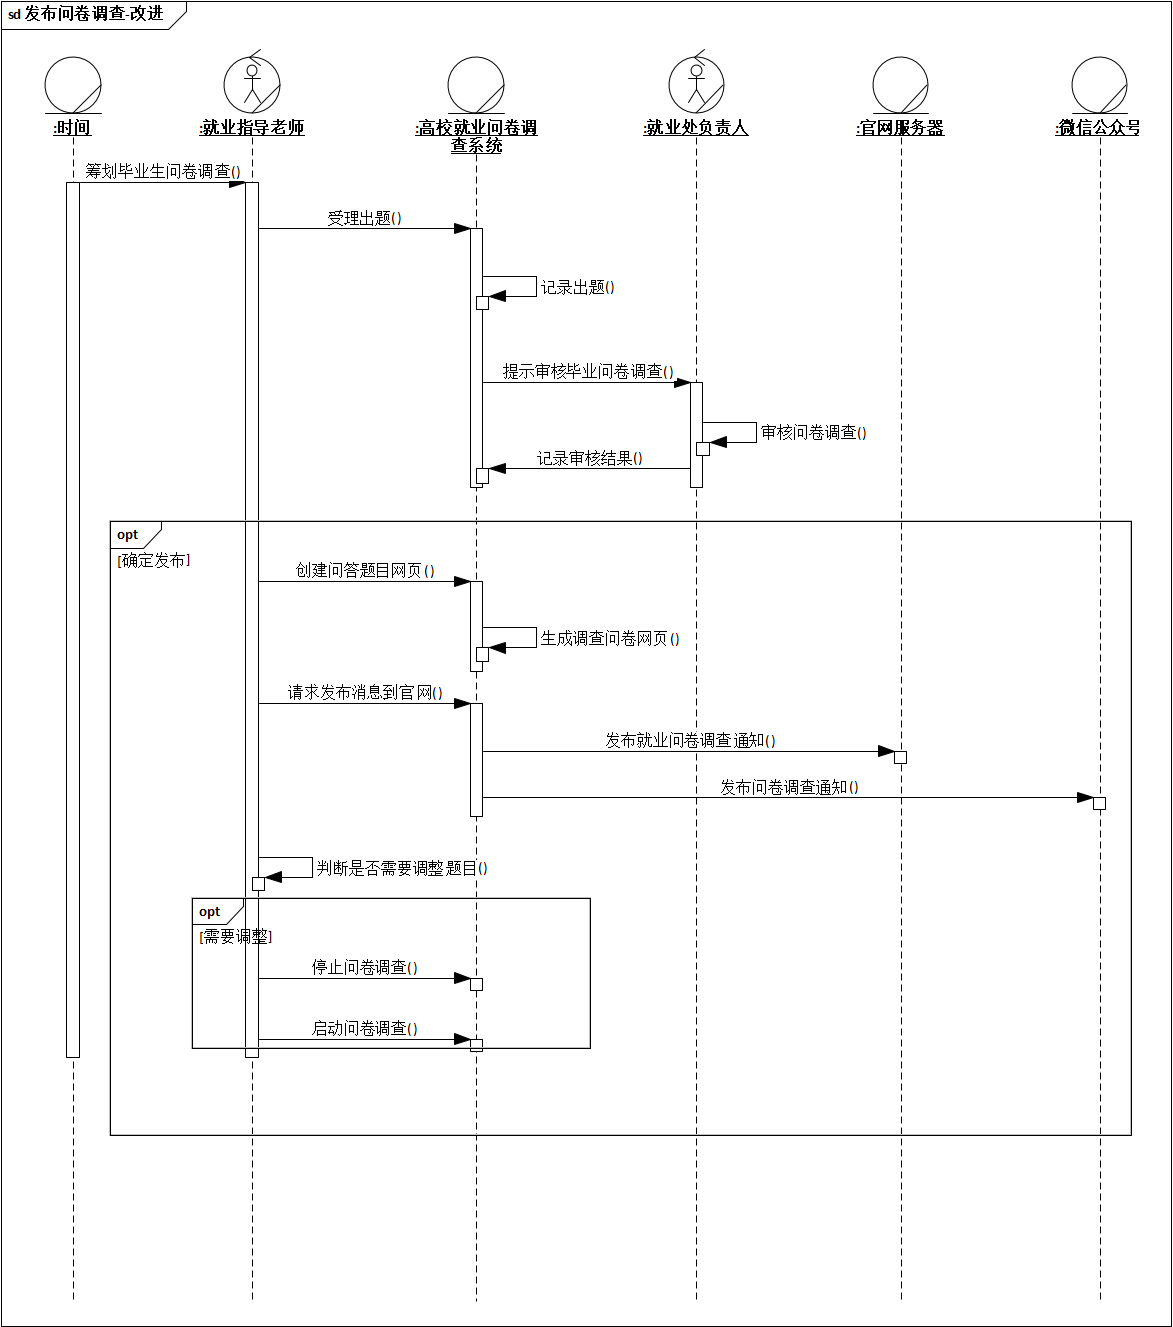 sd 发布问卷调查-改进
:时间
:就业指导老师
:高校就业问卷调
查系统
:就业处负责人
:官网服务器
:微信公众号
筹划毕业生问卷调查()
受理出题()
记录出题()
提示审核毕业问卷调查()
审核问卷调查()
记录审核结果()
opt
[确定发布]
创建问答题目网页()
生成调查问卷网页()
请求发布消息到官网()
发布就业问卷调查通知()
发布问卷调查通知()
判断是否需要调整题目()
opt
[需要调整]
停止问卷调查()
启动问卷调查()